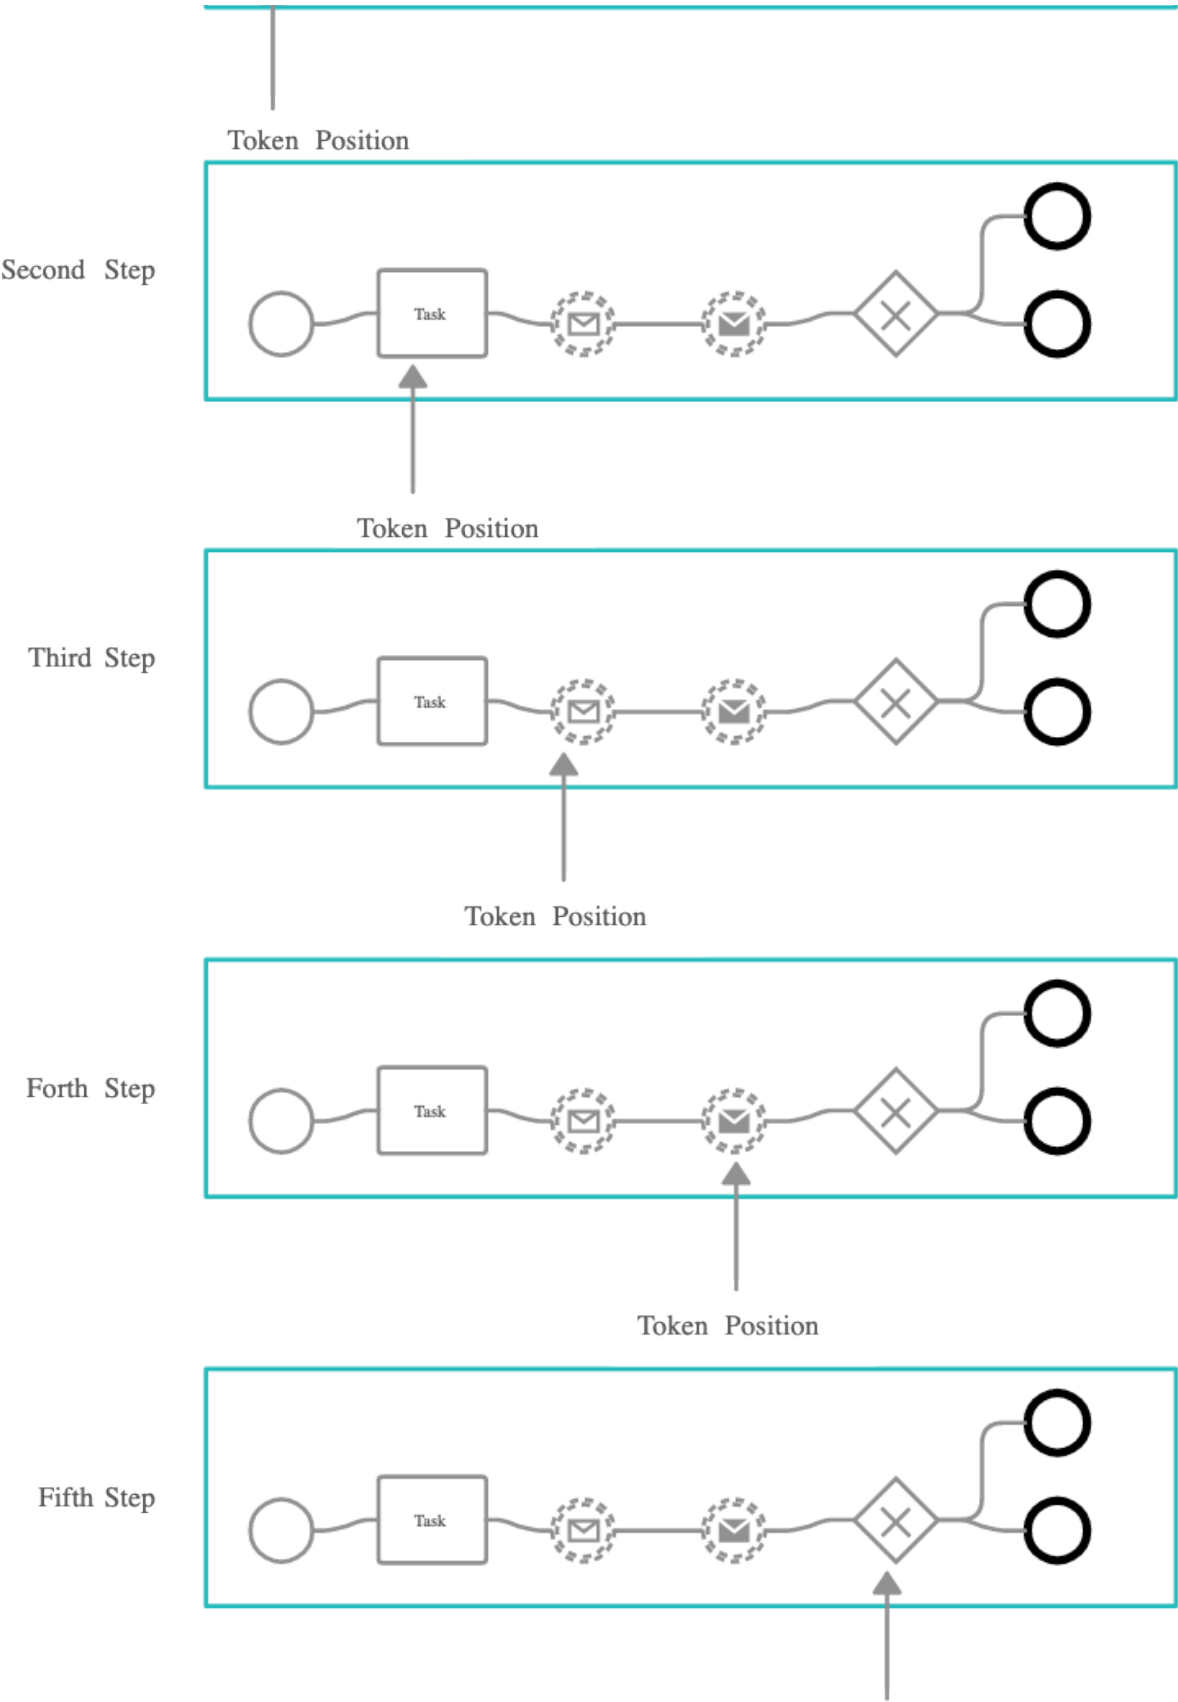 Token Position
Second Step
Task
Token Position
Third Step
Task
Token Position
Forth Step
Task
Token Position
Fifth Step
Task